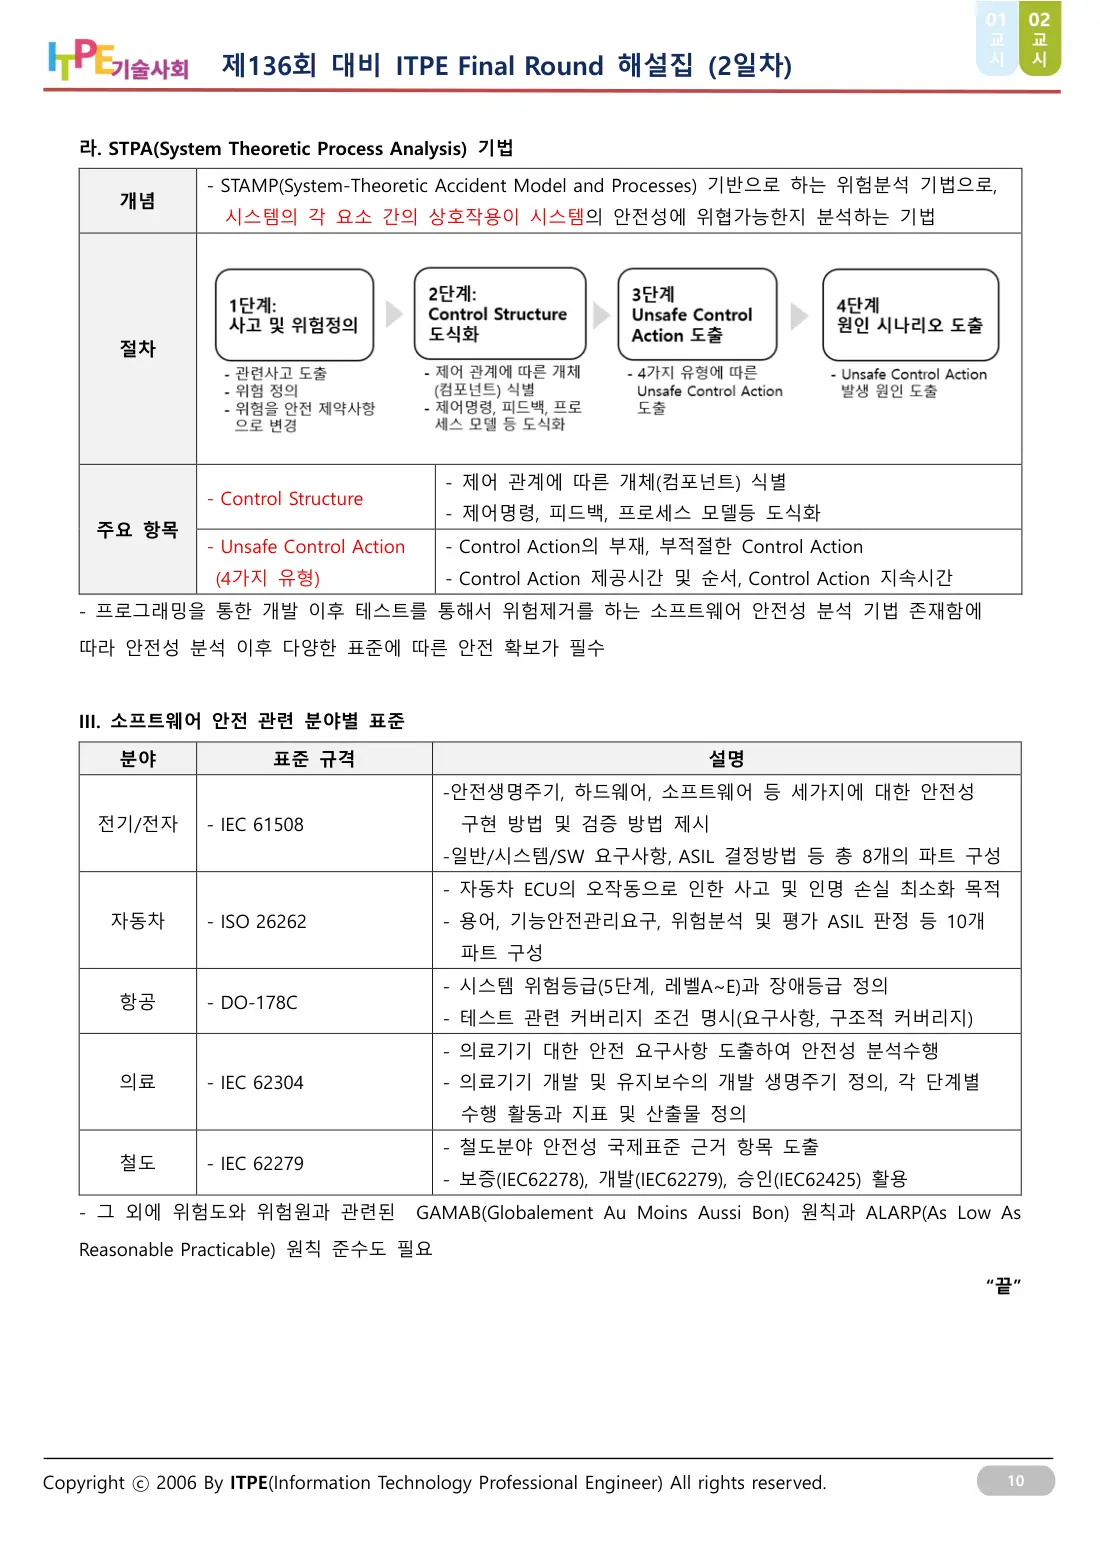 01
교
시
02
교
시
ITPE기술사회 제136회 대비 ITPE Final Round 해설집 (2일차)
라. STPA(System Theoretic Process Analysis) 기법
개념
- STAMP(System-Theoretic Accident Model and Processes) 기반으로 하는 위험분석 기법으로,
시스템의 각 요소 간의 상호작용이 시스템의 안전성에 위협가능한지 분석하는 기법
절차
1단계:
사고 및 위험정의
- 관련사고 도출
- 위험 정의
- 위험을 안전 제약사항
으로 변경
2단계:
Control Structure
도식화
- 제어 관계에 따른 개체
(컴포넌트) 식별
- 제어명령, 피드백, 프로
세스 모델 등 도식화
3단계
Unsafe Control
Action 도출
- 4가지 유형에 따른
Unsafe Control Action
도출
4단계
원인 시나리오 도출
- Unsafe Control Action
발생 원인 도출
주요 항목
- Control Structure
- 제어 관계에 따른 개체(컴포넌트) 식별
- 제어명령, 피드백, 프로세스 모델등 도식화
- Unsafe Control Action
(4가지 유형)
- Control Action의 부재, 부적절한 Control Action
- Control Action 제공시간 및 순서, Control Action 지속시간
- 프로그래밍을 통한 개발 이후 테스트를 통해서 위험제거를 하는 소프트웨어 안전성 분석 기법 존재함에
따라 안전성 분석 이후 다양한 표준에 따른 안전 확보가 필수
III. 소프트웨어 안전 관련 분야별 표준
분야 표준 규격 설명
전기/전자 - IEC 61508
-안전생명주기, 하드웨어, 소프트웨어 등 세가지에 대한 안전성
구현 방법 및 검증 방법 제시
-일반/시스템/SW 요구사항, ASIL 결정방법 등 총 8개의 파트 구성
자동차 - ISO 26262
- 자동차 ECU의 오작동으로 인한 사고 및 인명 손실 최소화 목적
- 용어, 기능안전관리요구, 위험분석 및 평가 ASIL 판정 등 10개
파트 구성
항공 - DO-178C
- 시스템 위험등급(5단계, 레벨A~E)과 장애등급 정의
- 테스트 관련 커버리지 조건 명시(요구사항, 구조적 커버리지)
의료 - IEC 62304
- 의료기기 대한 안전 요구사항 도출하여 안전성 분석수행
- 의료기기 개발 및 유지보수의 개발 생명주기 정의, 각 단계별
수행 활동과 지표 및 산출물 정의
철도 - IEC 62279
- 철도분야 안전성 국제표준 근거 항목 도출
- 보증(IEC62278), 개발(IEC62279), 승인(IEC62425) 활용
- 그 외에 위험도와 위험원과 관련된 GAMAB(Globalement Au Moins Aussi Bon) 원칙과 ALARP(As Low As
Reasonable Practicable) 원칙 준수도 필요
“끝”
Copyright ⓒ 2006 By ITPE(Information Technology Professional Engineer) All rights reserved.
10